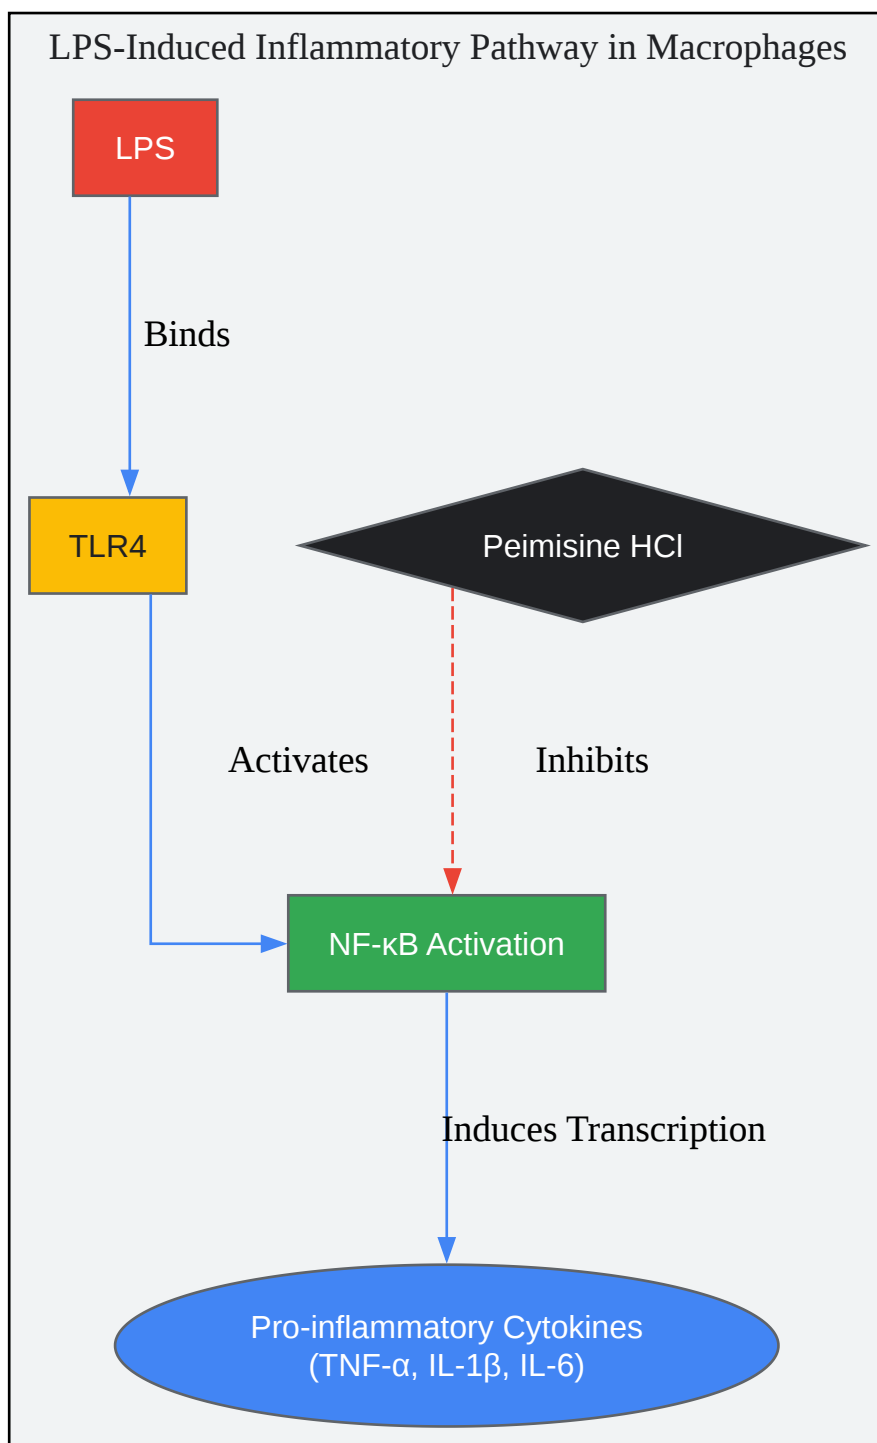 LPS-Induced Inflammatory Pathway in Macrophages
LPS
Binds
TLR4
Peimisine HCl
Activates
Inhibits
NF-κB Activation
Induces Transcription
Pro-inflammatory Cytokines
(TNF-α, IL-1β, IL-6)